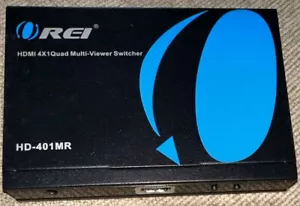 OREI
HDMI 4X1Quad Multi-Viewer Switcher
HD-401MR